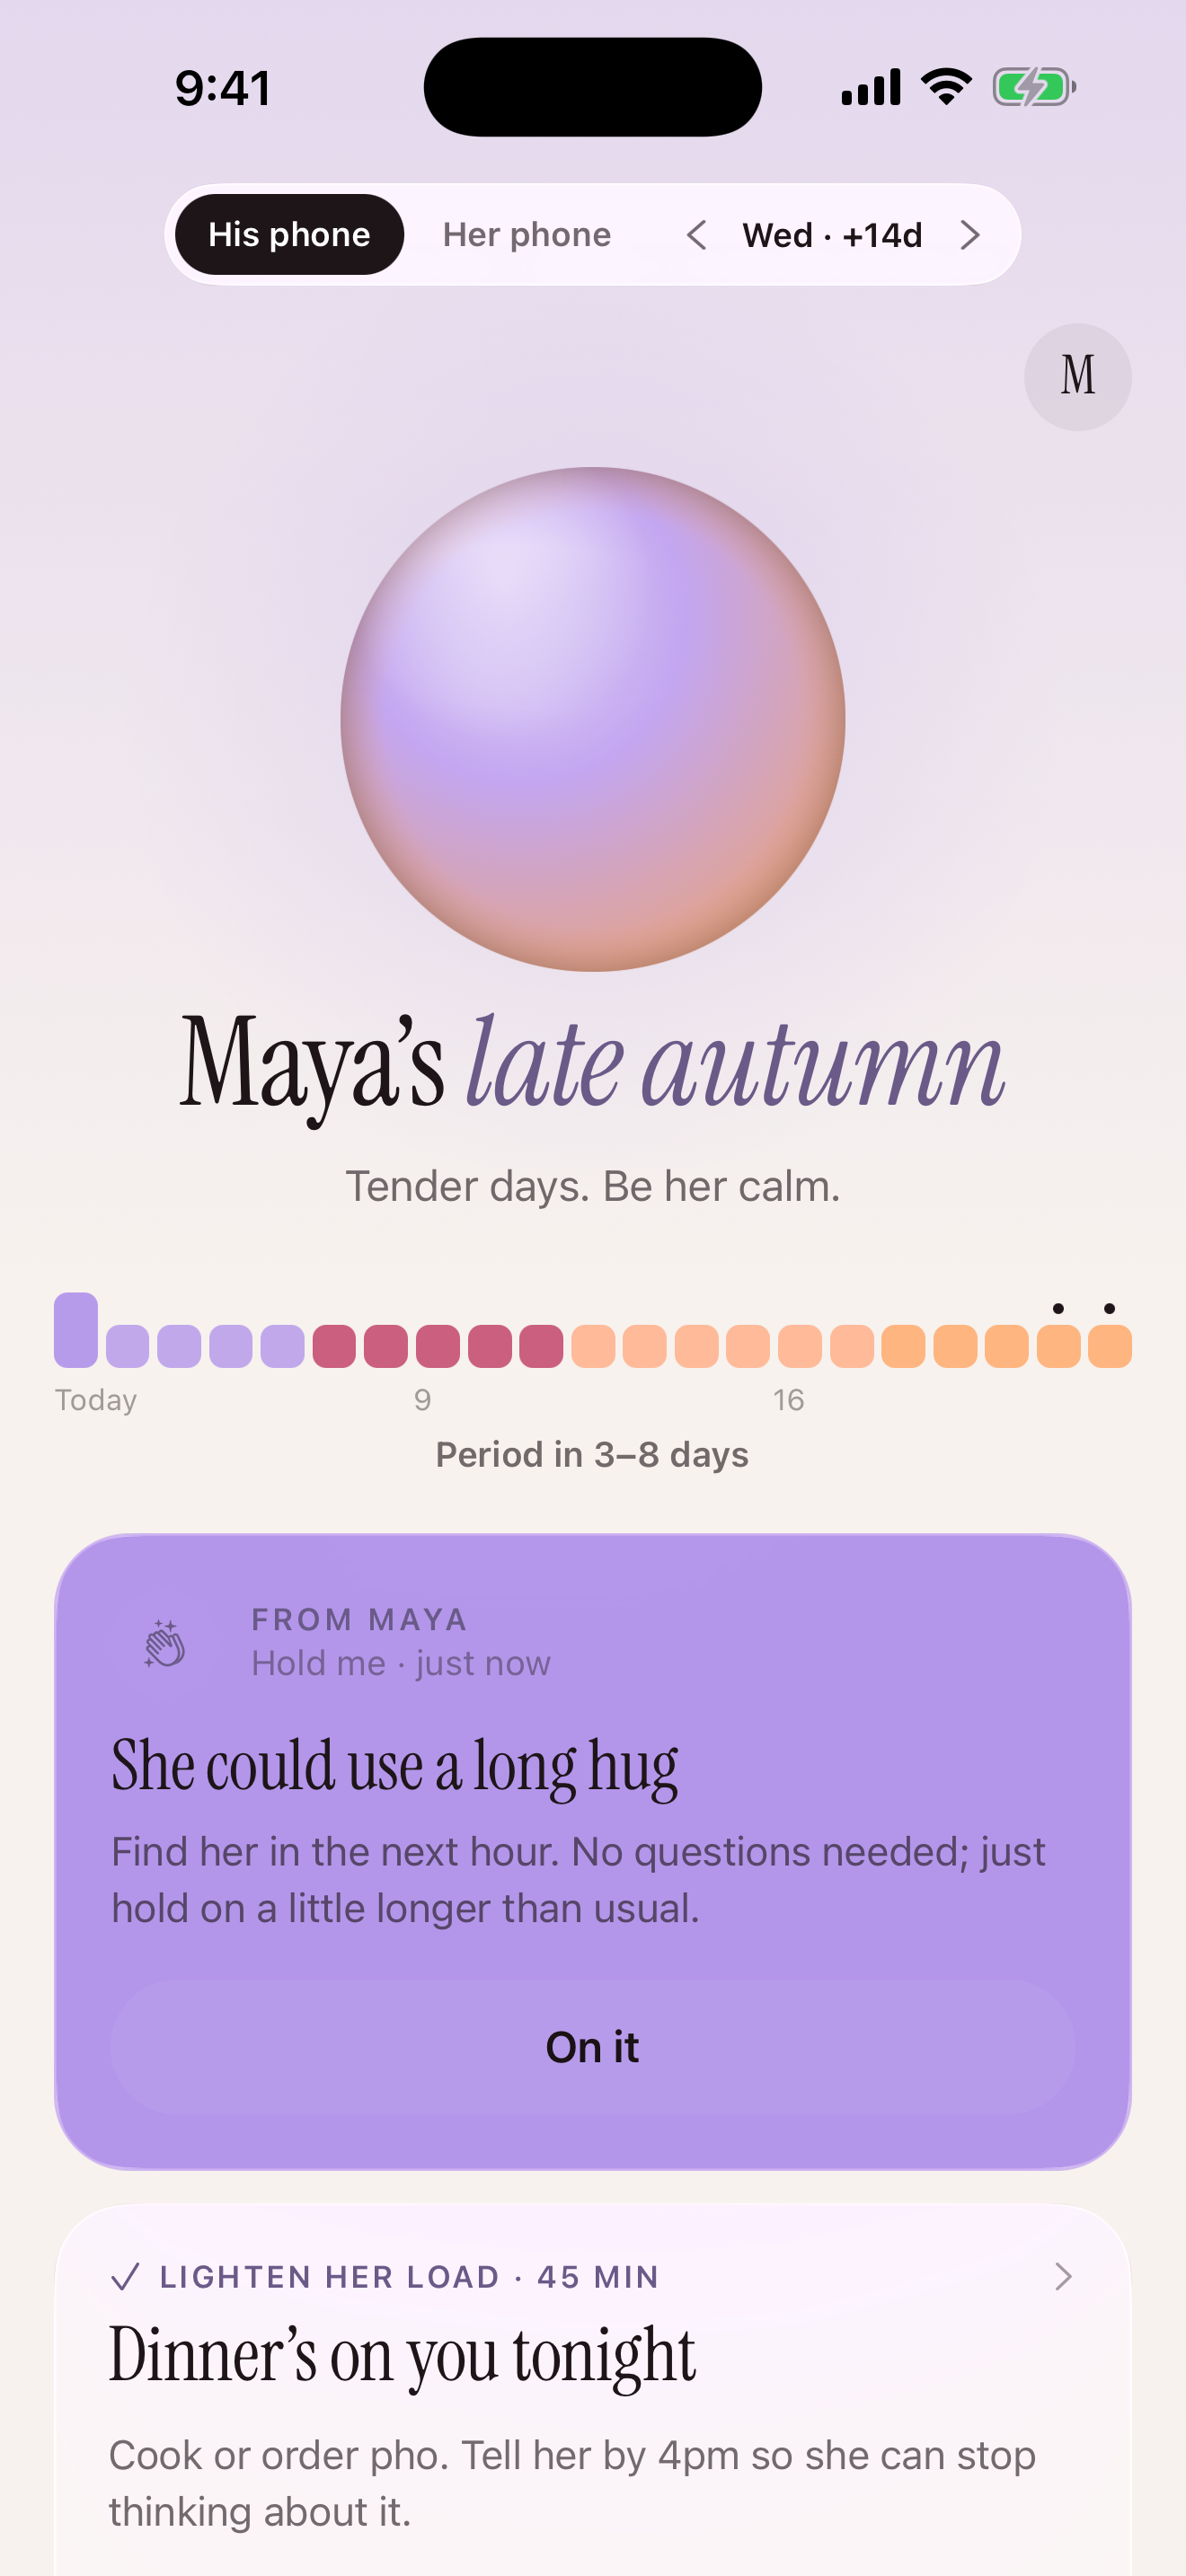 9:41
His phone Her phone Wed · +14d
M
Maya’s late autumn
Tender days. Be her calm.
Today 9 16
Period in 3–8 days
FROM MAYA
Hold me · just now
She could use a long hug
Find her in the next hour. No questions needed; just
hold on a little longer than usual.
On it
LIGHTEN HER LOAD · 45 MIN
Dinner’s on you tonight
Cook or order pho. Tell her by 4pm so she can stop
thinking about it.